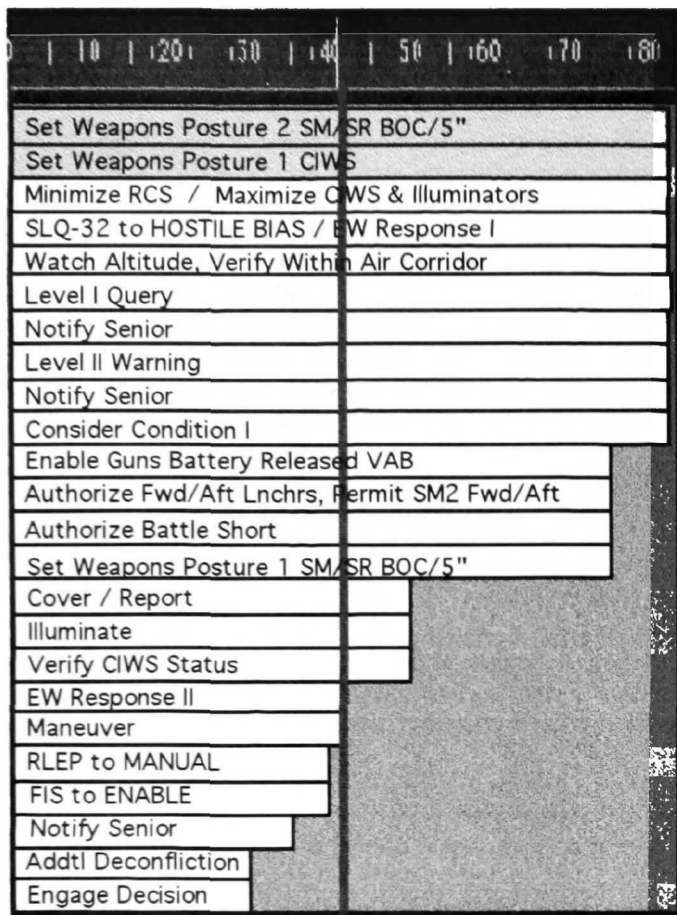 0 10 20 30 40 50 60 70 80
Set Weapons Posture 2 SM/SR BOC/5"
Set Weapons Posture 1 CIWS
Minimize RCS / Maximize CIWS & Illuminators
SLQ-32 to HOSTILE BIAS / EW Response I
Watch Altitude, Verify Within Air Corridor
Level I Query
Notify Senior
Level II Warning
Notify Senior
Consider Condition I
Enable Guns Battery Released VAB
Authorize Fwd/Aft Lnchrs, Permit SM2 Fwd/Aft
Authorize Battle Short
Set Weapons Posture 1 SM/SR BOC/5"
Cover / Report
Illuminate
Verify CIWS Status
EW Response II
Maneuver
RLEP to MANUAL
FIS to ENABLE
Notify Senior
Addtl Deconfliction
Engage Decision